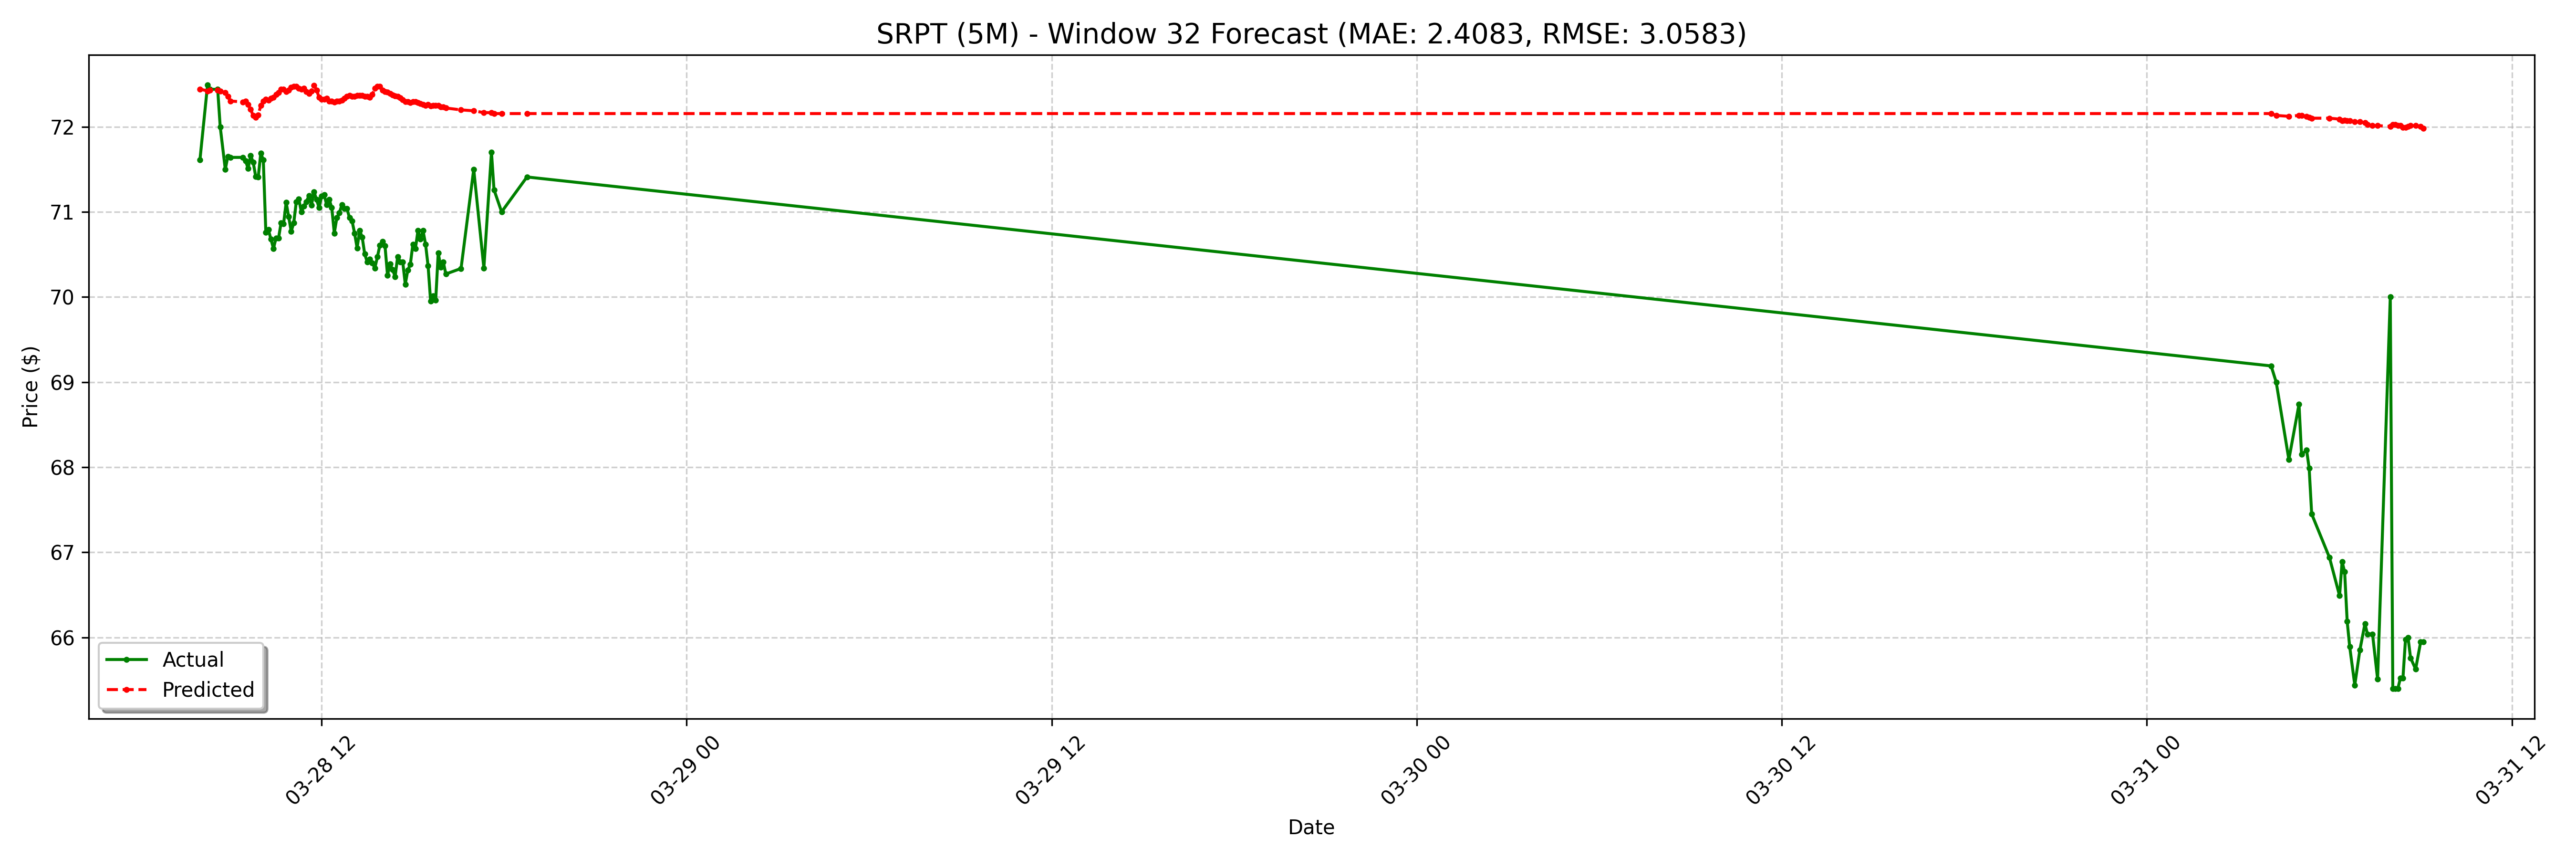 SRPT (5M) - Window 32 Forecast (MAE: 2.4083, RMSE: 3.0583)
Price ($)
72
71
70
69
68
67
66
Actual
Predicted
03-28 12
03-29 00
03-29 12
03-30 00
03-30 12
03-31 00
03-31 12
Date